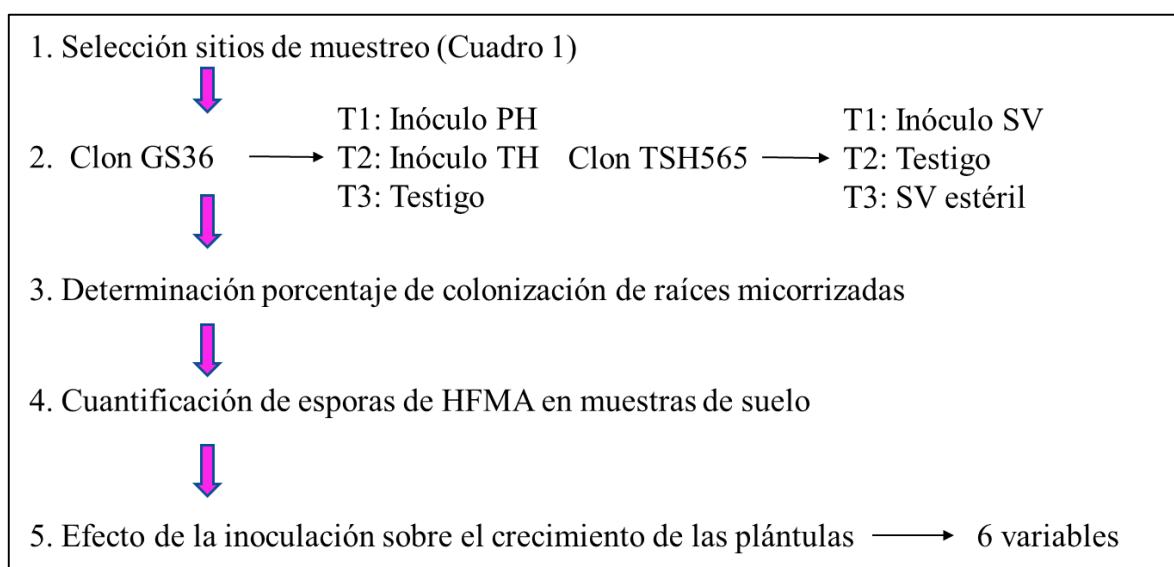 1. Selección sitios de muestreo (Cuadro 1)
2. Clon GS36
T1: Inóculo PH
T2: Inóculo TH
T3: Testigo
Clon TSH565
T1: Inóculo SV
T2: Testigo
T3: SV estéril
3. Determinación porcentaje de colonización de raíces micorrizadas
4. Cuantificación de esporas de HFMA en muestras de suelo
5. Efecto de la inoculación sobre el crecimiento de las plántulas
6 variables